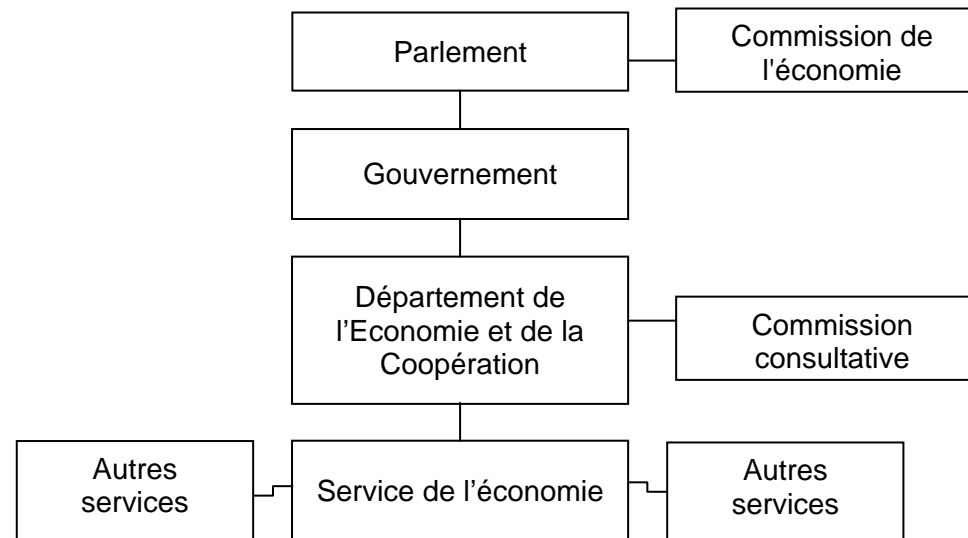 Parlement
Commission de
l'économie
Gouvernement
Département de
l’Economie et de la
Coopération
Commission
consultative
Autres
services
Service de l’économie
Autres
services